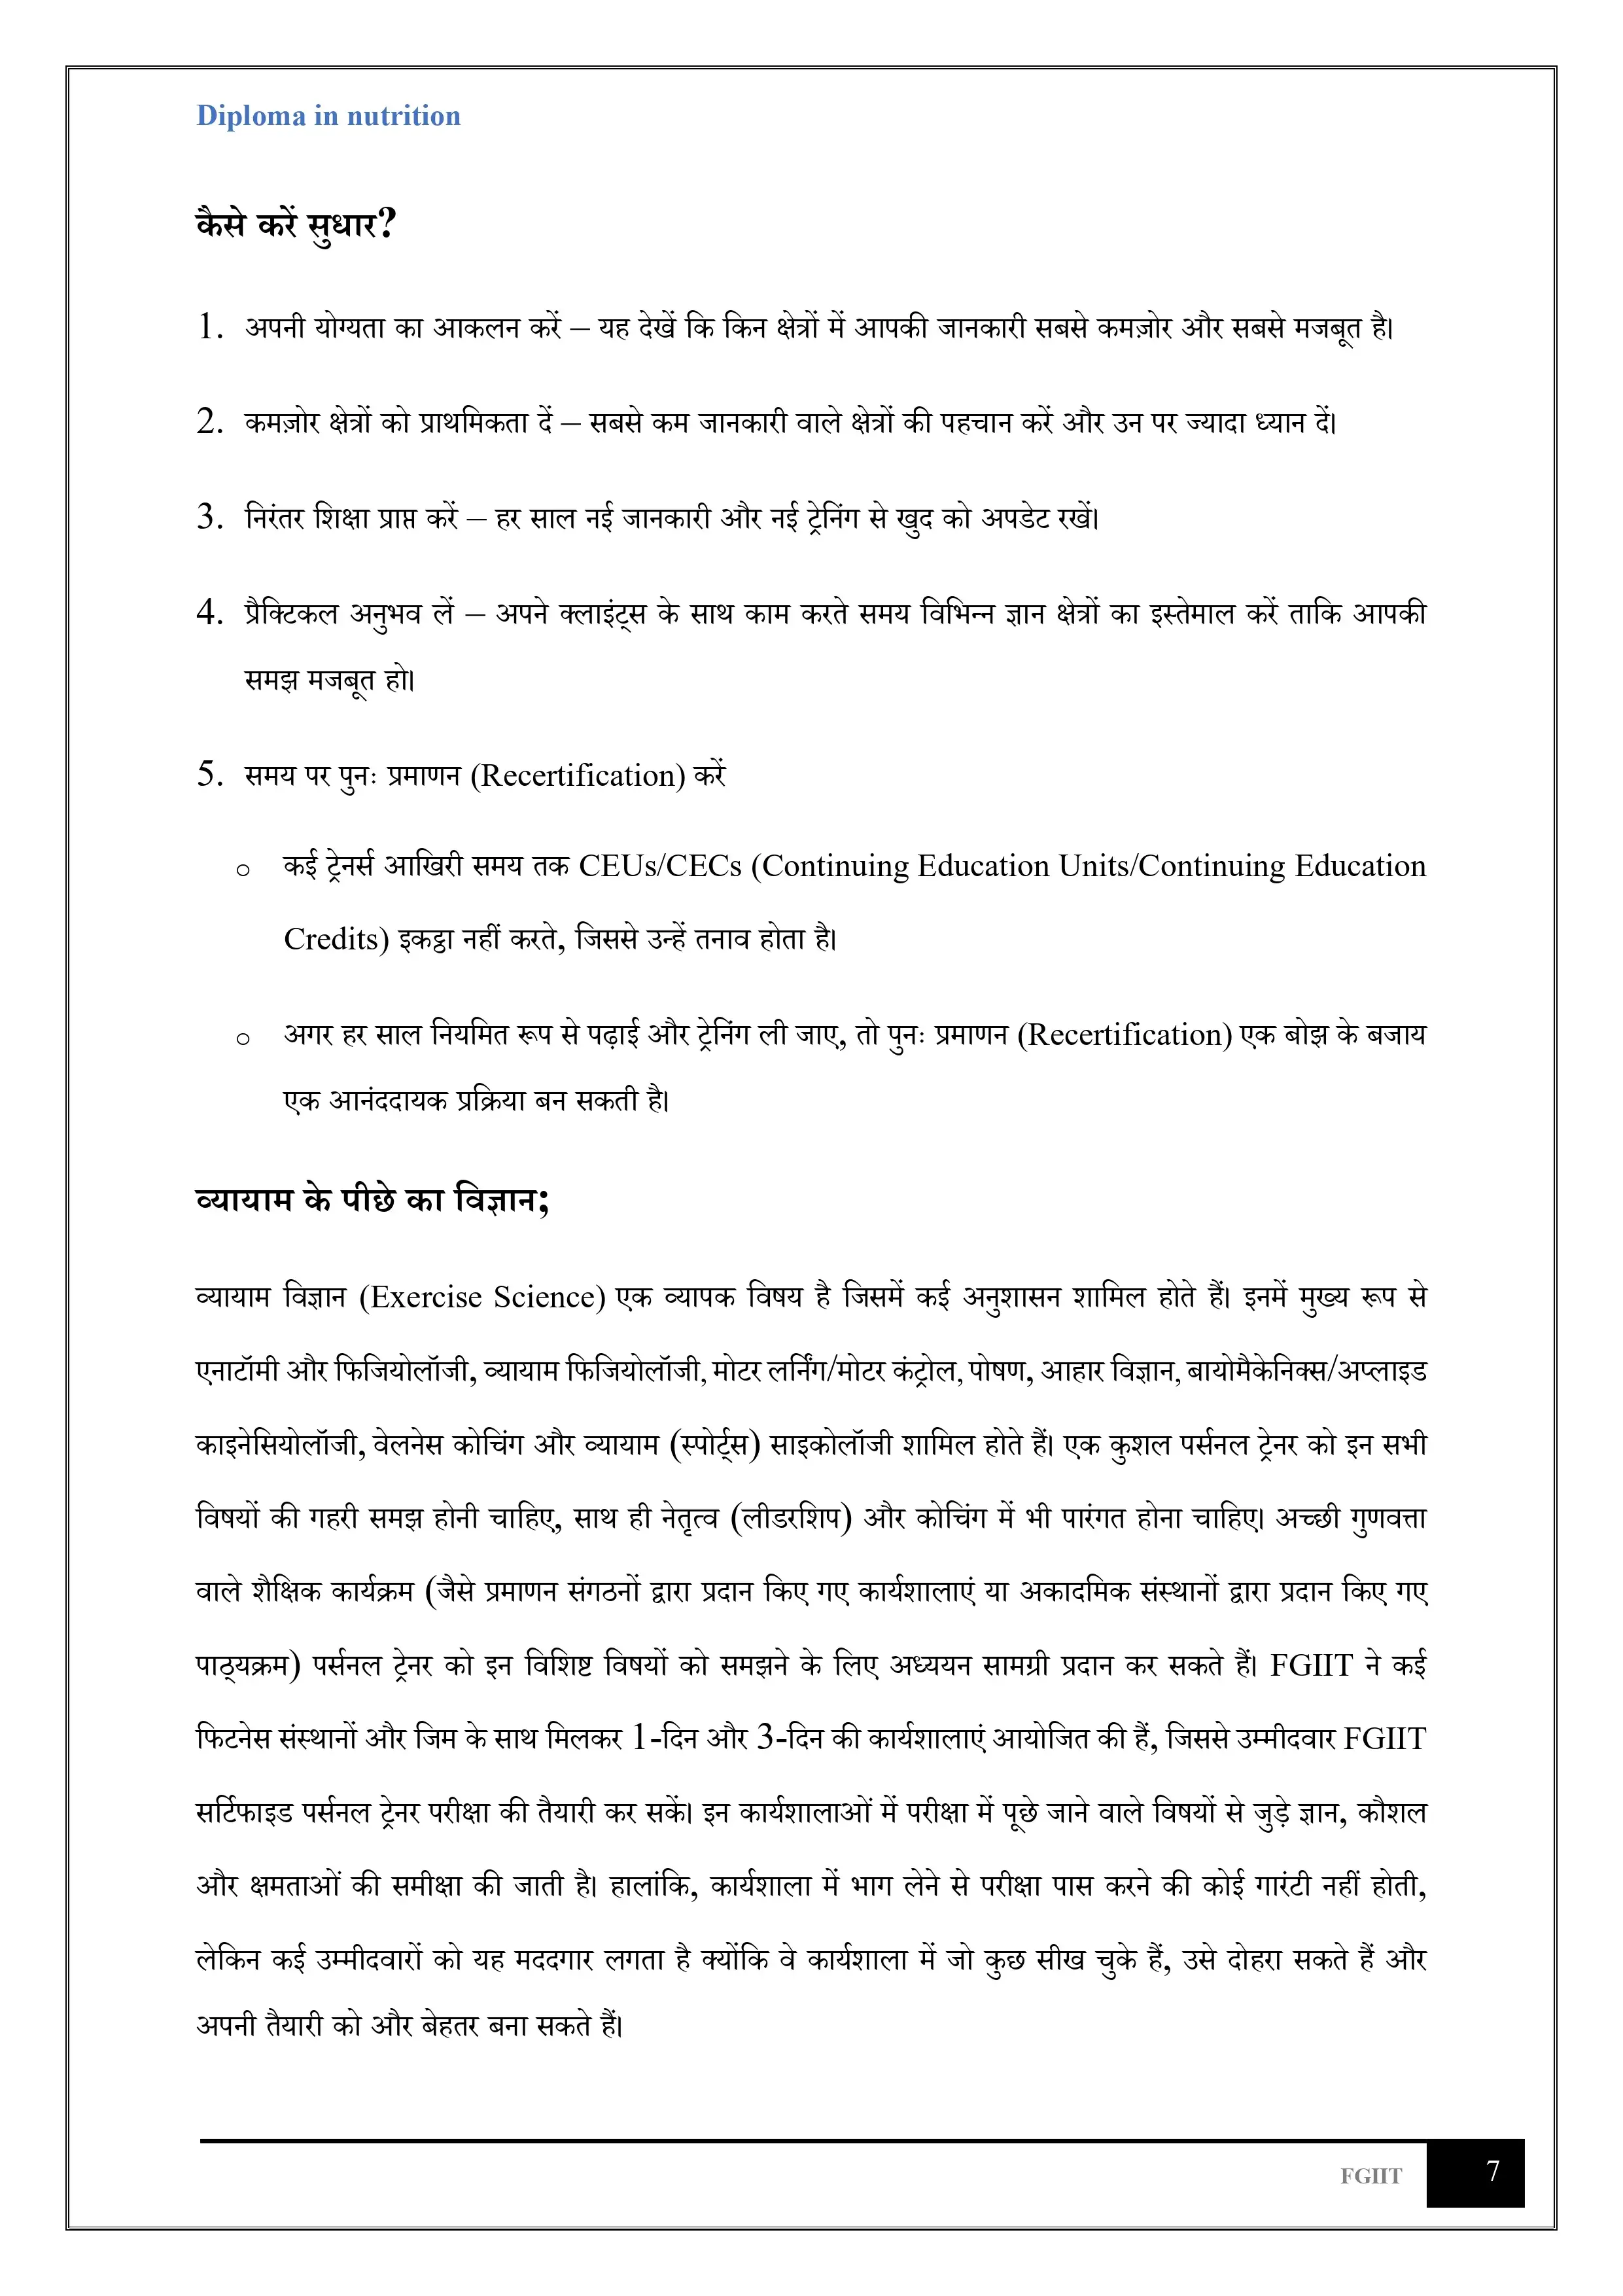 Diploma in nutrition
कैसे करें सुधार?
1. अपनी योग्यता का आकलन करें – यह देखें कि किन क्षेत्रों में आपकी जानकारी सबसे कमज़ोर और सबसे मजबूत है।
2. कमज़ोर क्षेत्रों को प्राथमिकता दें – सबसे कम जानकारी वाले क्षेत्रों की पहचान करें और उन पर ज्यादा ध्यान दें।
3. निरंतर शिक्षा प्राप्त करें – हर साल नई जानकारी और नई ट्रेनिंग से खुद को अपडेट रखें।
4. प्रैक्टिकल अनुभव लें – अपने क्लाइंट्स के साथ काम करते समय विभिन्न ज्ञान क्षेत्रों का इस्तेमाल करें ताकि आपकी
समझ मजबूत हो।
5. समय पर पुनः प्रमाणन (Recertification) करें
o कई ट्रेनर्स आखिरी समय तक CEUs/CECs (Continuing Education Units/Continuing Education
Credits) इकट्ठा नहीं करते, जिससे उन्हें तनाव होता है।
o अगर हर साल नियमित रूप से पढ़ाई और ट्रेनिंग ली जाए, तो पुनः प्रमाणन (Recertification) एक बोझ के बजाय
एक आनंददायक प्रक्रिया बन सकती है।
व्यायाम के पीछे का विज्ञान;
व्यायाम विज्ञान (Exercise Science) एक व्यापक विषय है जिसमें कई अनुशासन शामिल होते हैं। इनमें मुख्य रूप से
एनाटॉमी और फिजियोलॉजी, व्यायाम फिजियोलॉजी, मोटर लर्निंग/मोटर कंट्रोल, पोषण, आहार विज्ञान, बायोमैकेनिक्स/अप्लाइड
काइनेसियोलॉजी, वेलनेस कोचिंग और व्यायाम (स्पोर्ट्स) साइकोलॉजी शामिल होते हैं। एक कुशल पर्सनल ट्रेनर को इन सभी
विषयों की गहरी समझ होनी चाहिए, साथ ही नेतृत्व (लीडरशिप) और कोचिंग में भी पारंगत होना चाहिए। अच्छी गुणवत्ता
वाले शैक्षिक कार्यक्रम (जैसे प्रमाणन संगठनों द्वारा प्रदान किए गए कार्यशालाएं या अकादमिक संस्थानों द्वारा प्रदान किए गए
पाठ्यक्रम) पर्सनल ट्रेनर को इन विशिष्ट विषयों को समझने के लिए अध्ययन सामग्री प्रदान कर सकते हैं। FGIIT ने कई
फिटनेस संस्थानों और जिम के साथ मिलकर 1-दिन और 3-दिन की कार्यशालाएं आयोजित की हैं, जिससे उम्मीदवार FGIIT
सर्टिफाइड पर्सनल ट्रेनर परीक्षा की तैयारी कर सकें। इन कार्यशालाओं में परीक्षा में पूछे जाने वाले विषयों से जुड़े ज्ञान, कौशल
और क्षमताओं की समीक्षा की जाती है। हालांकि, कार्यशाला में भाग लेने से परीक्षा पास करने की कोई गारंटी नहीं होती,
लेकिन कई उम्मीदवारों को यह मददगार लगता है क्योंकि वे कार्यशाला में जो कुछ सीख चुके हैं, उसे दोहरा सकते हैं और
अपनी तैयारी को और बेहतर बना सकते हैं।
FGIIT 7